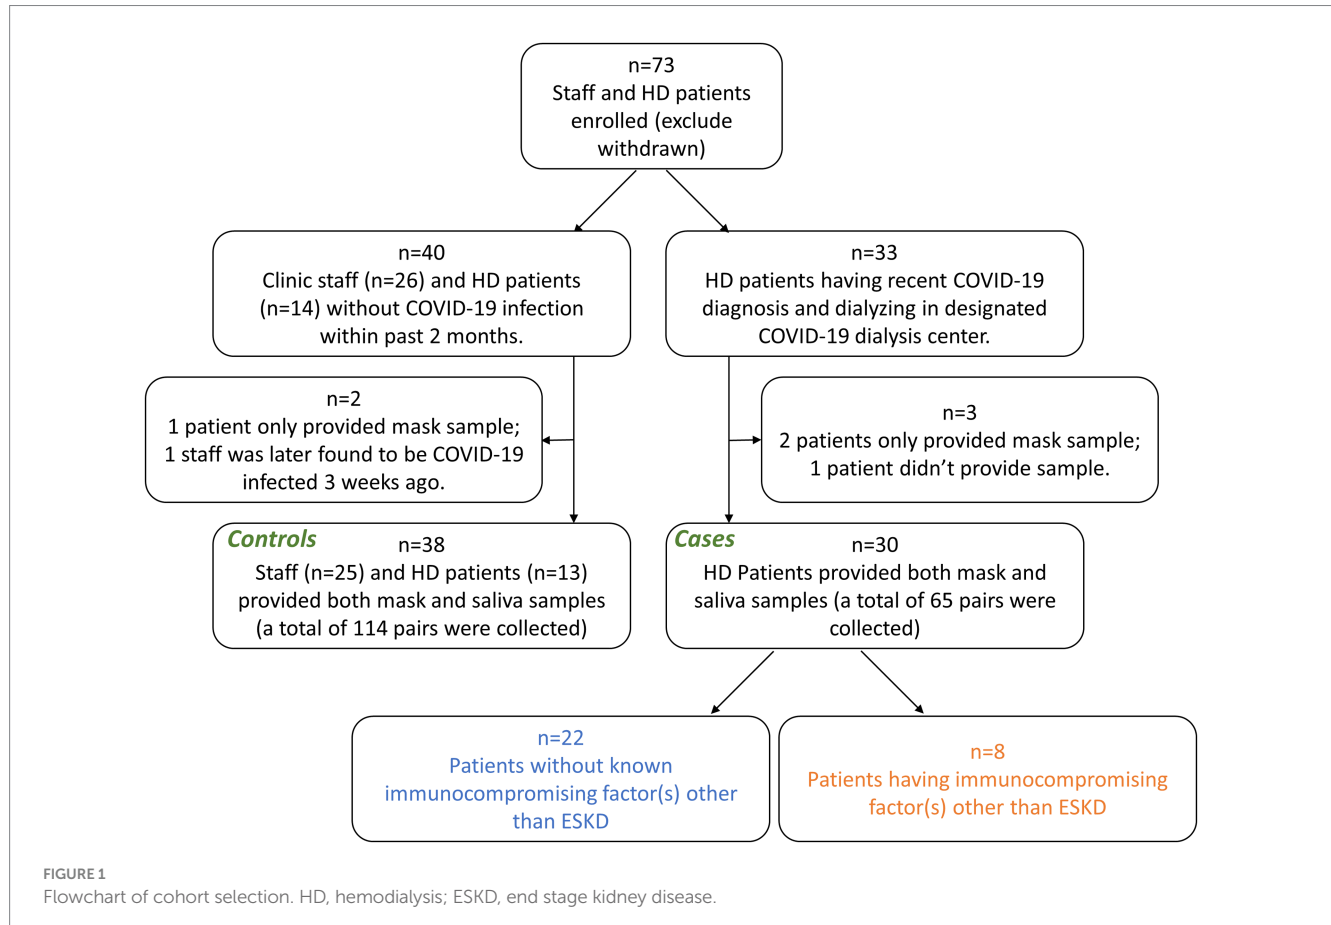 n=73
Staff and HD patients
enrolled (exclude
withdrawn)
n=40
Clinic staff (n=26) and HD patients
(n=14) without COVID-19 infection
within past 2 months.
n=33
HD patients having recent COVID-19
diagnosis and dialyzing in designated
COVID-19 dialysis center.
n=2
1 patient only provided mask sample;
1 staff was later found to be COVID-19
infected 3 weeks ago.
n=3
2 patients only provided mask sample;
1 patient didn’t provide sample.
Controls
n=38
Staff (n=25) and HD patients (n=13)
provided both mask and saliva samples
(a total of 114 pairs were collected)
Cases
n=30
HD Patients provided both mask and
saliva samples (a total of 65 pairs were
collected)
n=22
Patients without known
immunocompromising factor(s) other
than ESKD
n=8
Patients having immunocompromising
factor(s) other than ESKD
FIGURE 1
Flowchart of cohort selection. HD, hemodialysis; ESKD, end stage kidney disease.